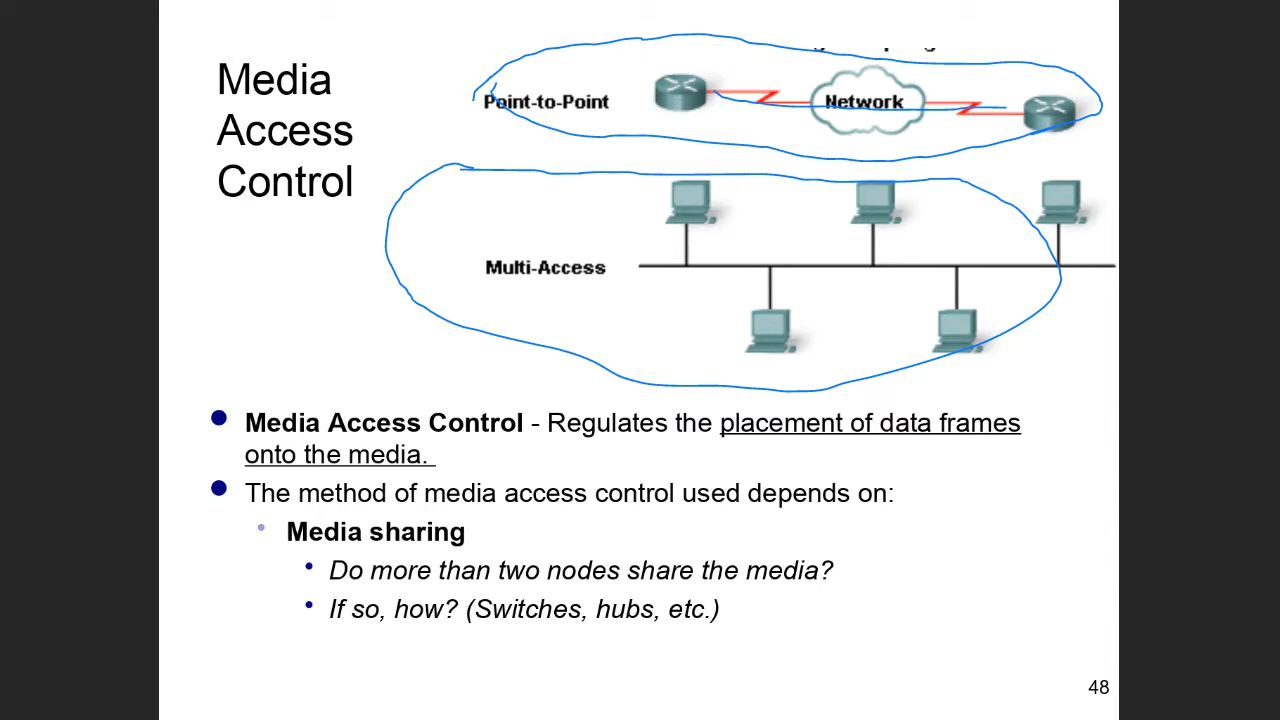 Media
Access
Control
Point-to-Point
Network
Multi-Access
Media Access Control - Regulates the placement of data frames
onto the media.
The method of media access control used depends on:
Media sharing
Do more than two nodes share the media?
If so, how? (Switches, hubs, etc.)
48